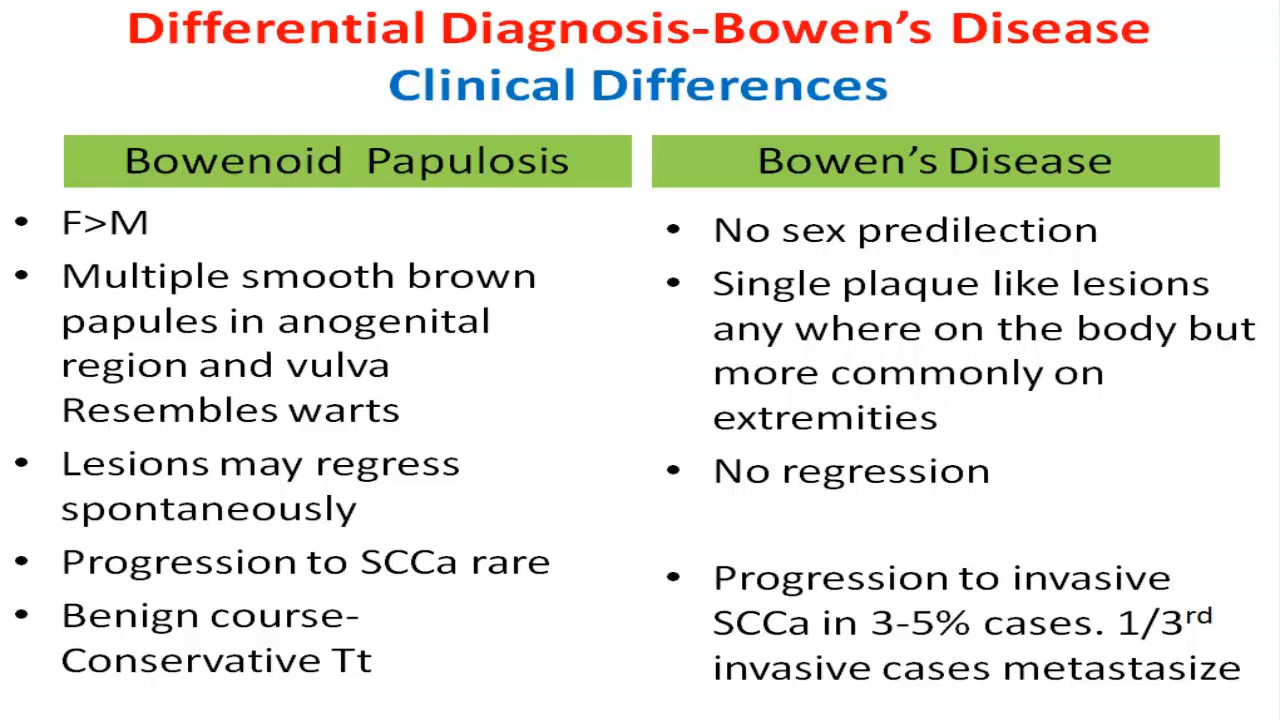 Differential Diagnosis-Bowen’s Disease
Clinical Differences
Bowenoid Papulosis
• F>M
• Multiple smooth brown
papules in anogenital
region and vulva
Resembles warts
• Lesions may regress
spontaneously
• Progression to SCCa rare
• Benign course-
Conservative Tt
Bowen’s Disease
• No sex predilection
• Single plaque like lesions
any where on the body but
more commonly on
extremities
• No regression
• Progression to invasive
SCCa in 3-5% cases. 1/3rd
invasive cases metastasize